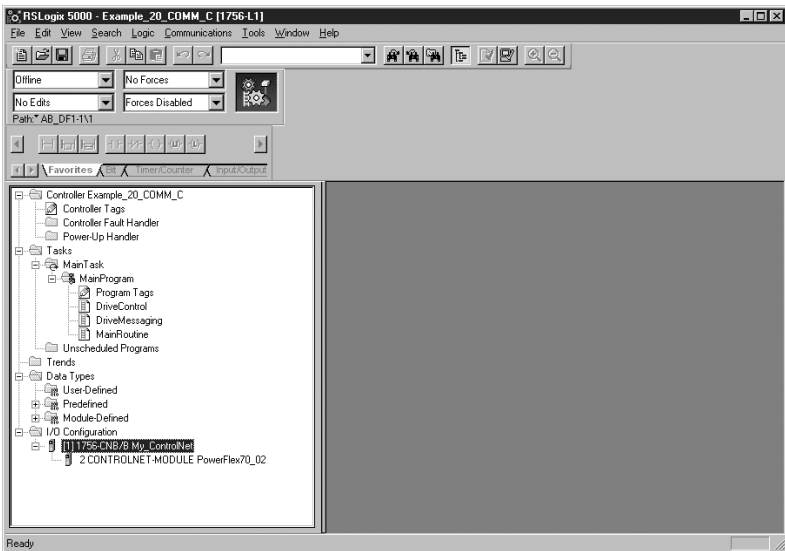 RSLogix 5000 - Example_20_COMM_C [1756-L1]
File Edit View Search Logic Communications Tools Window Help
Offline No Forces
No Edits Forces Disabled
Path:* AB_DF1-1\1
Favorites Bit Timer/Counter Input/Output
Controller Example_20_COMM_C
Controller Tags
Controller Fault Handler
Power-Up Handler
Tasks
MainTask
MainProgram
Program Tags
DriveControl
DriveMessaging
MainRoutine
Unscheduled Programs
Trends
Data Types
User-Defined
Predefined
Module-Defined
I/O Configuration
[1] 1756-CNB/B My_ControlNet
2 CONTROLNET-MODULE PowerFlex70_02
Ready